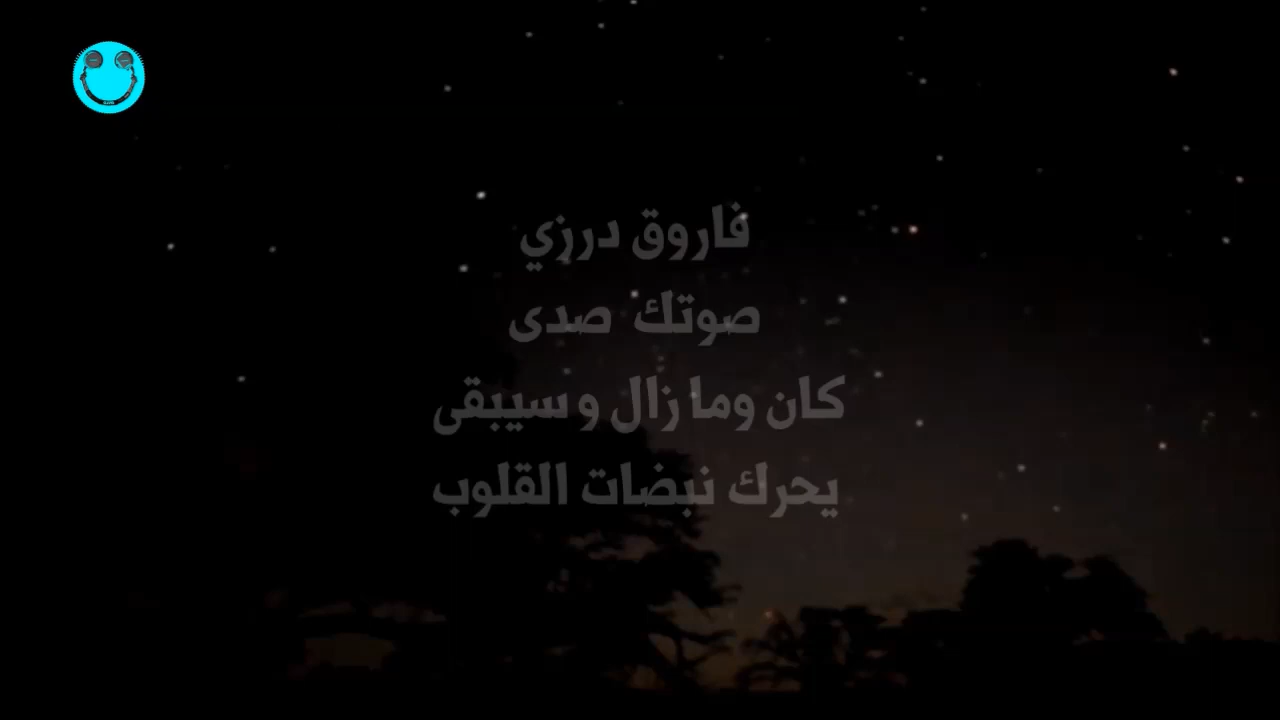 فاروق درزي
صوتك صدى
كان وما زال و سيبقى
يحرك نبضات القلوب